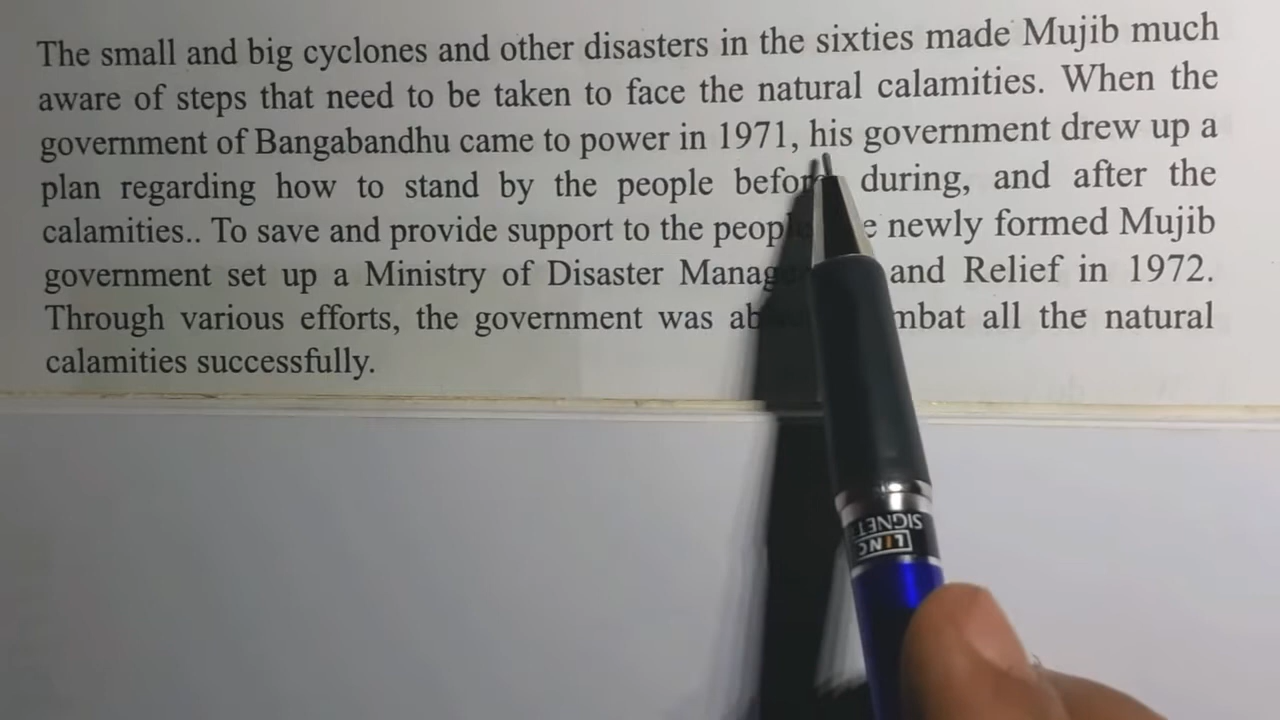 The small and big cyclones and other disasters in the sixties made Mujib much
aware of steps that need to be taken to face the natural calamities. When the
government of Bangabandhu came to power in 1971, his government drew up a
plan regarding how to stand by the people before during, and after the
calamities.. To save and provide support to the newly formed Mujib
government set up a Ministry of Disaster and Relief in 1972.
Through various efforts, the government was all the natural
calamities successfully.
LINC
SIGNET